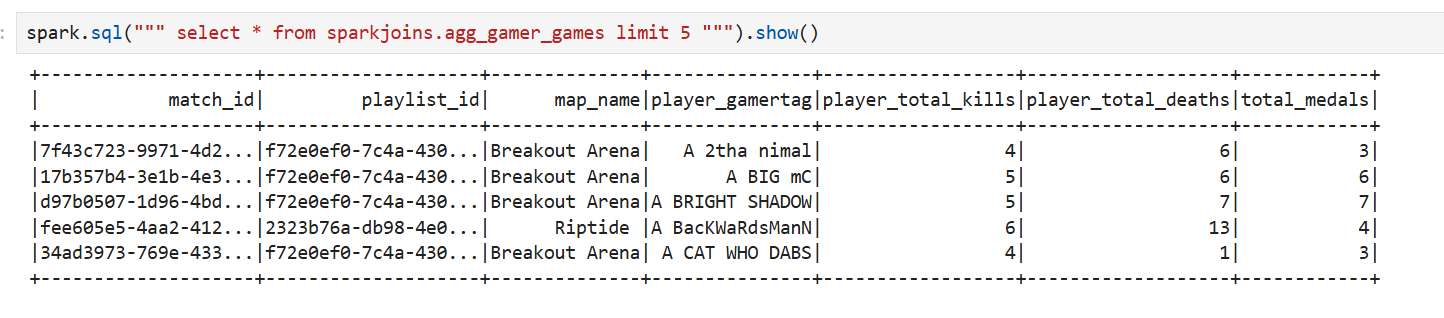 : spark.sql(""" select * from sparkjoins.agg_gamer_games limit 5 """).show()
+--------------------+--------------------+--------------+---------------+------------------+-------------------+------------+
|            match_id|         playlist_id|      map_name|player_gamertag|player_total_kills|player_total_deaths|total_medals|
+--------------------+--------------------+--------------+---------------+------------------+-------------------+------------+
|7f43c723-9971-4d2...|f72e0ef0-7c4a-430...|Breakout Arena|   A 2tha nimal|                 4|                  6|           3|
|17b357b4-3e1b-4e3...|f72e0ef0-7c4a-430...|Breakout Arena|       A BIG mC|                 5|                  6|           6|
|d97b0507-1d96-4bd...|f72e0ef0-7c4a-430...|Breakout Arena|A BRIGHT SHADOW|                 5|                  7|           7|
|fee605e5-4aa2-412...|2323b76a-db98-4e0...|      Riptide |A BacKWaRdsManN|                 6|                 13|           4|
|34ad3973-769e-433...|f72e0ef0-7c4a-430...|Breakout Arena| A CAT WHO DABS|                 4|                  1|           3|
+--------------------+--------------------+--------------+---------------+------------------+-------------------+------------+